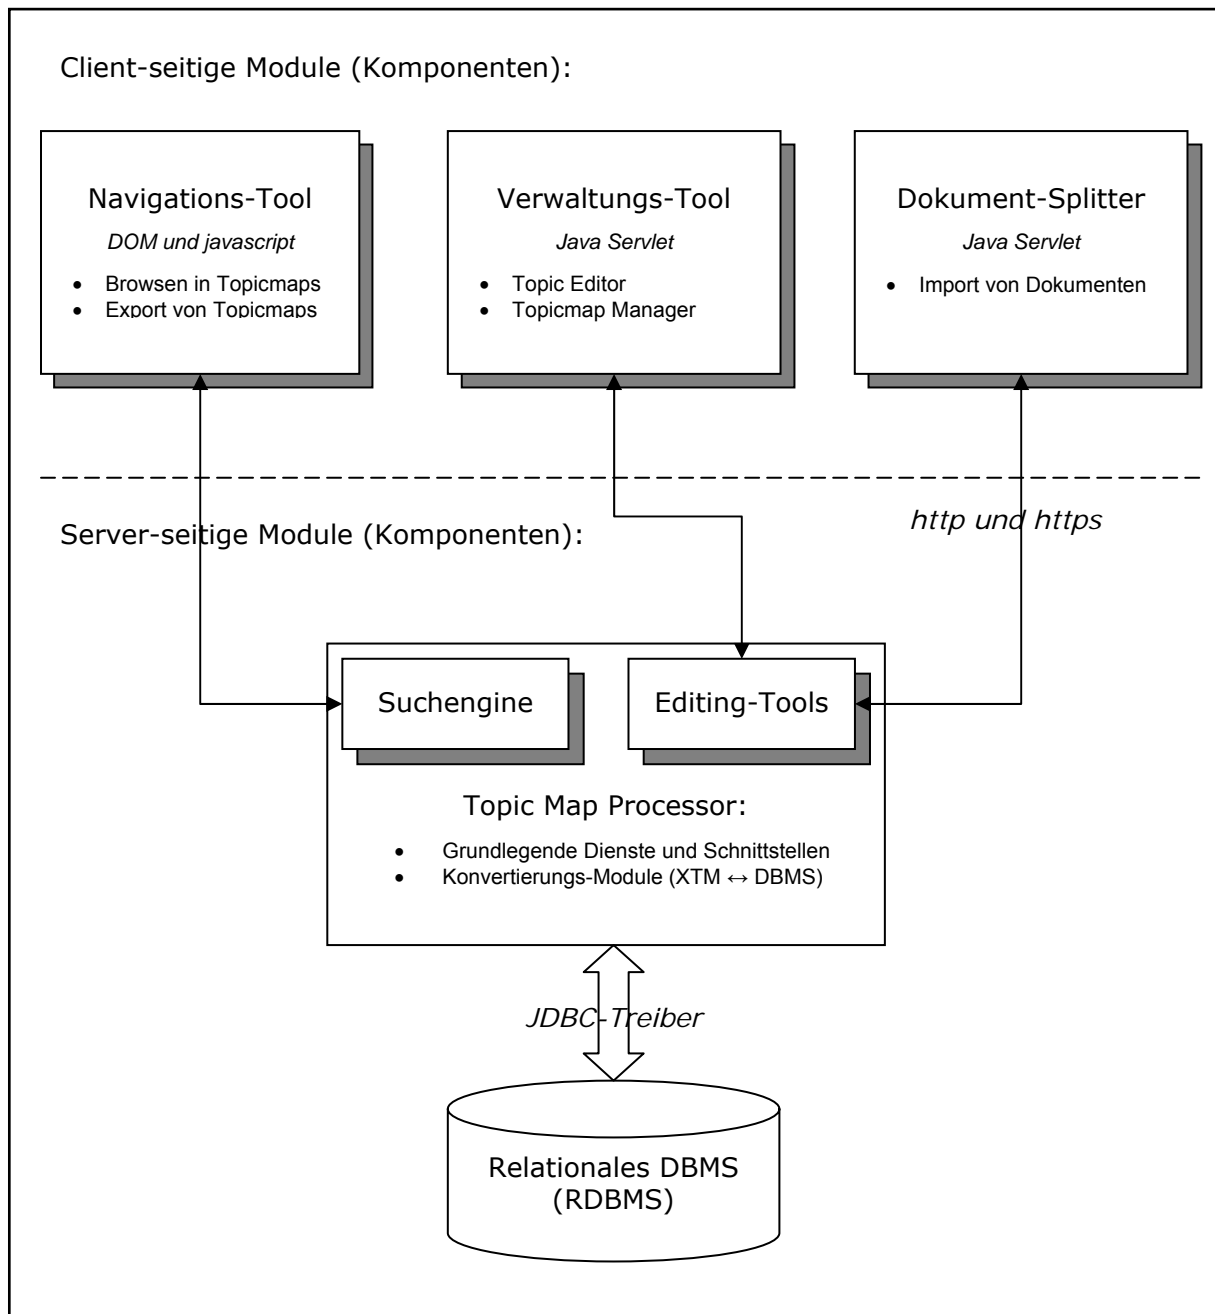 Client-seitige Module (Komponenten):
Navigations-Tool
DOM und javascript
• Browsen in Topicmaps
• Export von Topicmaps
Verwaltungs-Tool
Java Servlet
• Topic Editor
• Topicmap Manager
Dokument-Splitter
Java Servlet
• Import von Dokumenten
http und https
Server-seitige Module (Komponenten):
Suchengine
Editing-Tools
Topic Map Processor:
• Grundlegende Dienste und Schnittstellen
• Konvertierungs-Module (XTM ↔ DBMS)
JDBC-Treiber
Relationales DBMS
(RDBMS)